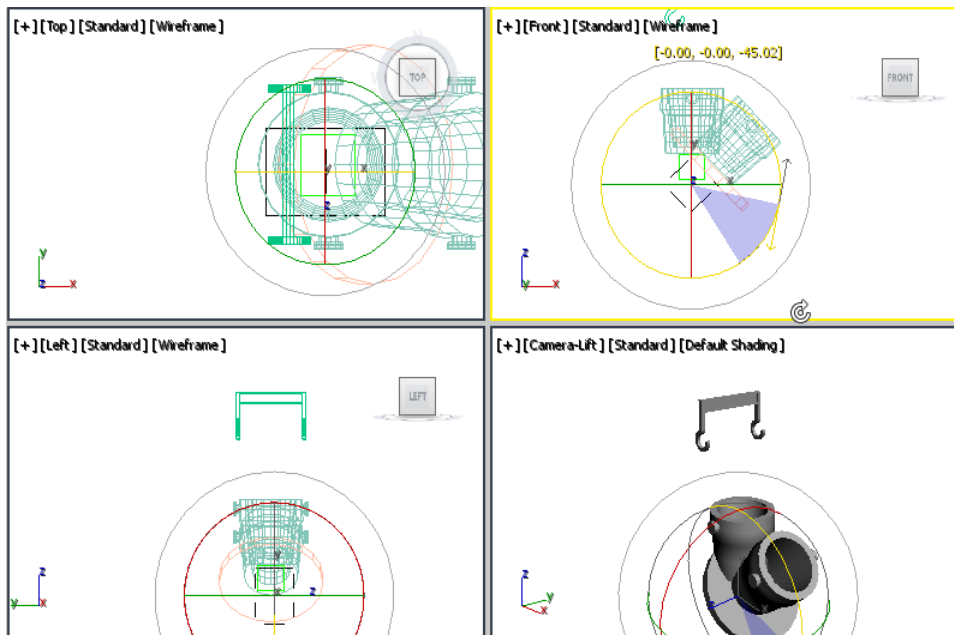 [+] [Top] [Standard] [Wireframe]
N
W
TOP
y
x
z
y
z
x
[+] [Front] [Standard] [Wireframe]
[-0.00, -0.00, -45.02]
FRONT
y
x
z
z
y
x
[+] [Left] [Standard] [Wireframe]
LEFT
y
x
z
z
y
x
[+] [Camera-Lift] [Standard] [Default Shading]
x
z
y
x